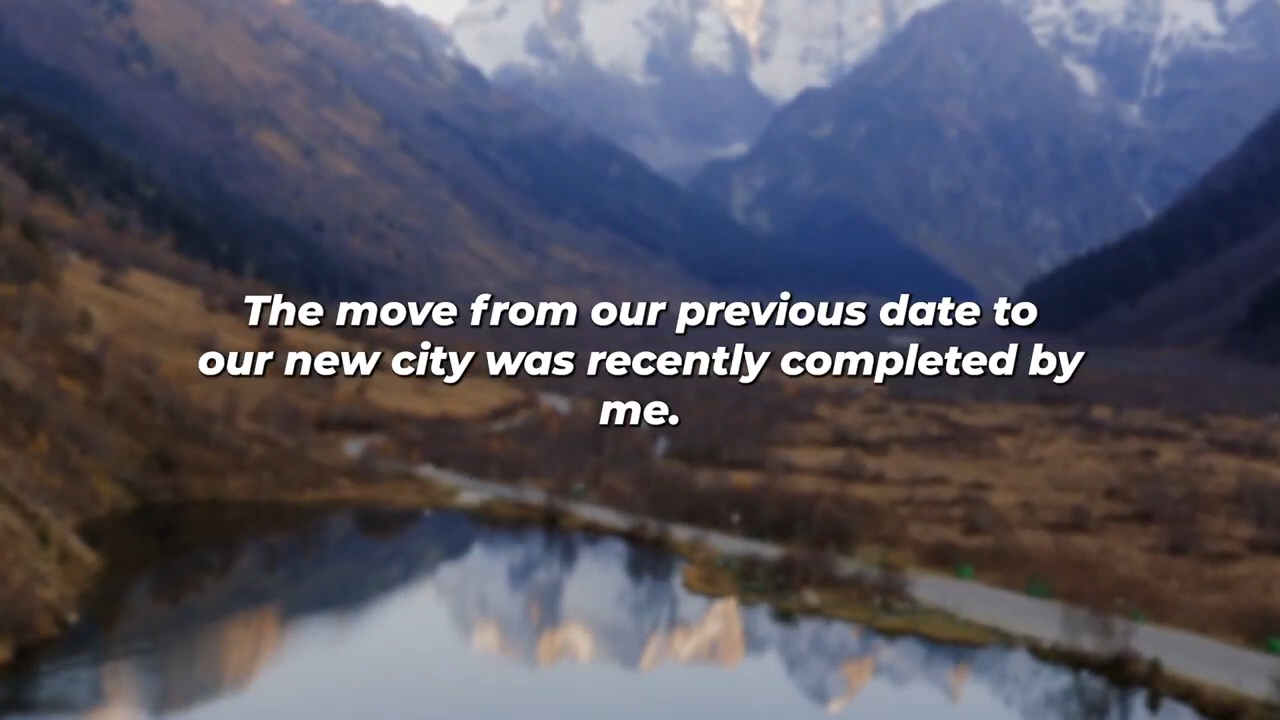 The move from our previous date to
our new city was recently completed by
me.